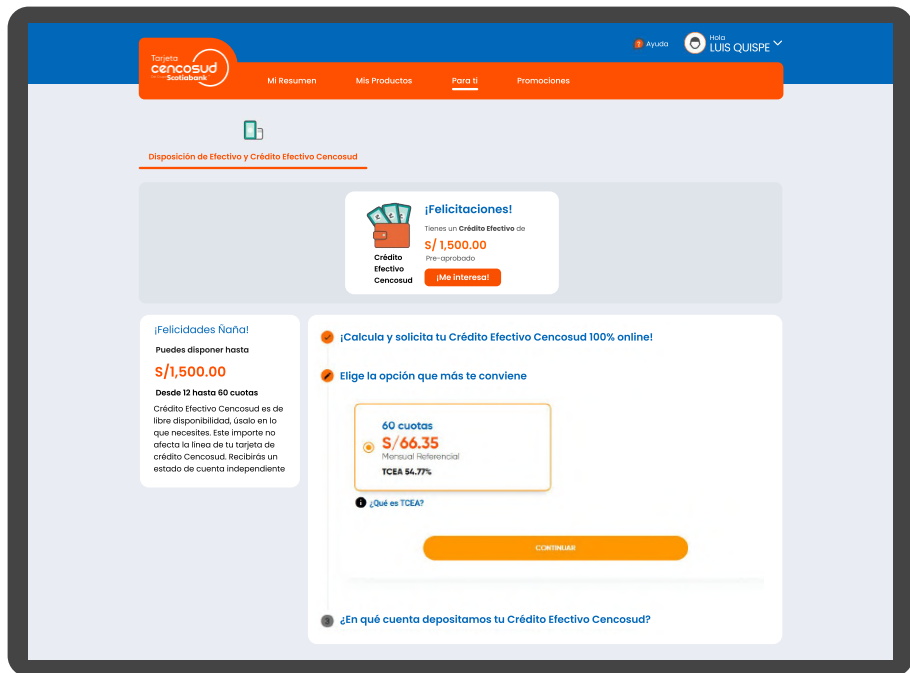 Tarjeta
cencosud
Scotiabank
Ayuda
Hola
LUIS QUISPE
Mi Resumen
Mis Productos
Para ti
Promociones
Disposición de Efectivo y Crédito Efectivo Cencosud
Crédito
Efectivo
Cencosud
¡Felicitaciones!
Tienes un Crédito Efectivo de
S/ 1,500.00
Pre-aprobado
¡Me interesa!
¡Felicidades Ñaña!
Puedes disponer hasta
S/1,500.00
Desde 12 hasta 60 cuotas
Crédito Efectivo Cencosud es de
libre disponibilidad, úsalo en lo
que necesites. Este importe no
afecta la línea de tu tarjeta de
crédito Cencosud. Recibirás un
estado de cuenta independiente
¡Calcula y solicita tu Crédito Efectivo Cencosud 100% online!
Elige la opción que más te conviene
60 cuotas
S/66.35
Mensual Referencial
TCEA 54.77%
¿Qué es TCEA?
CONTINUAR
3 ¿En qué cuenta depositamos tu Crédito Efectivo Cencosud?